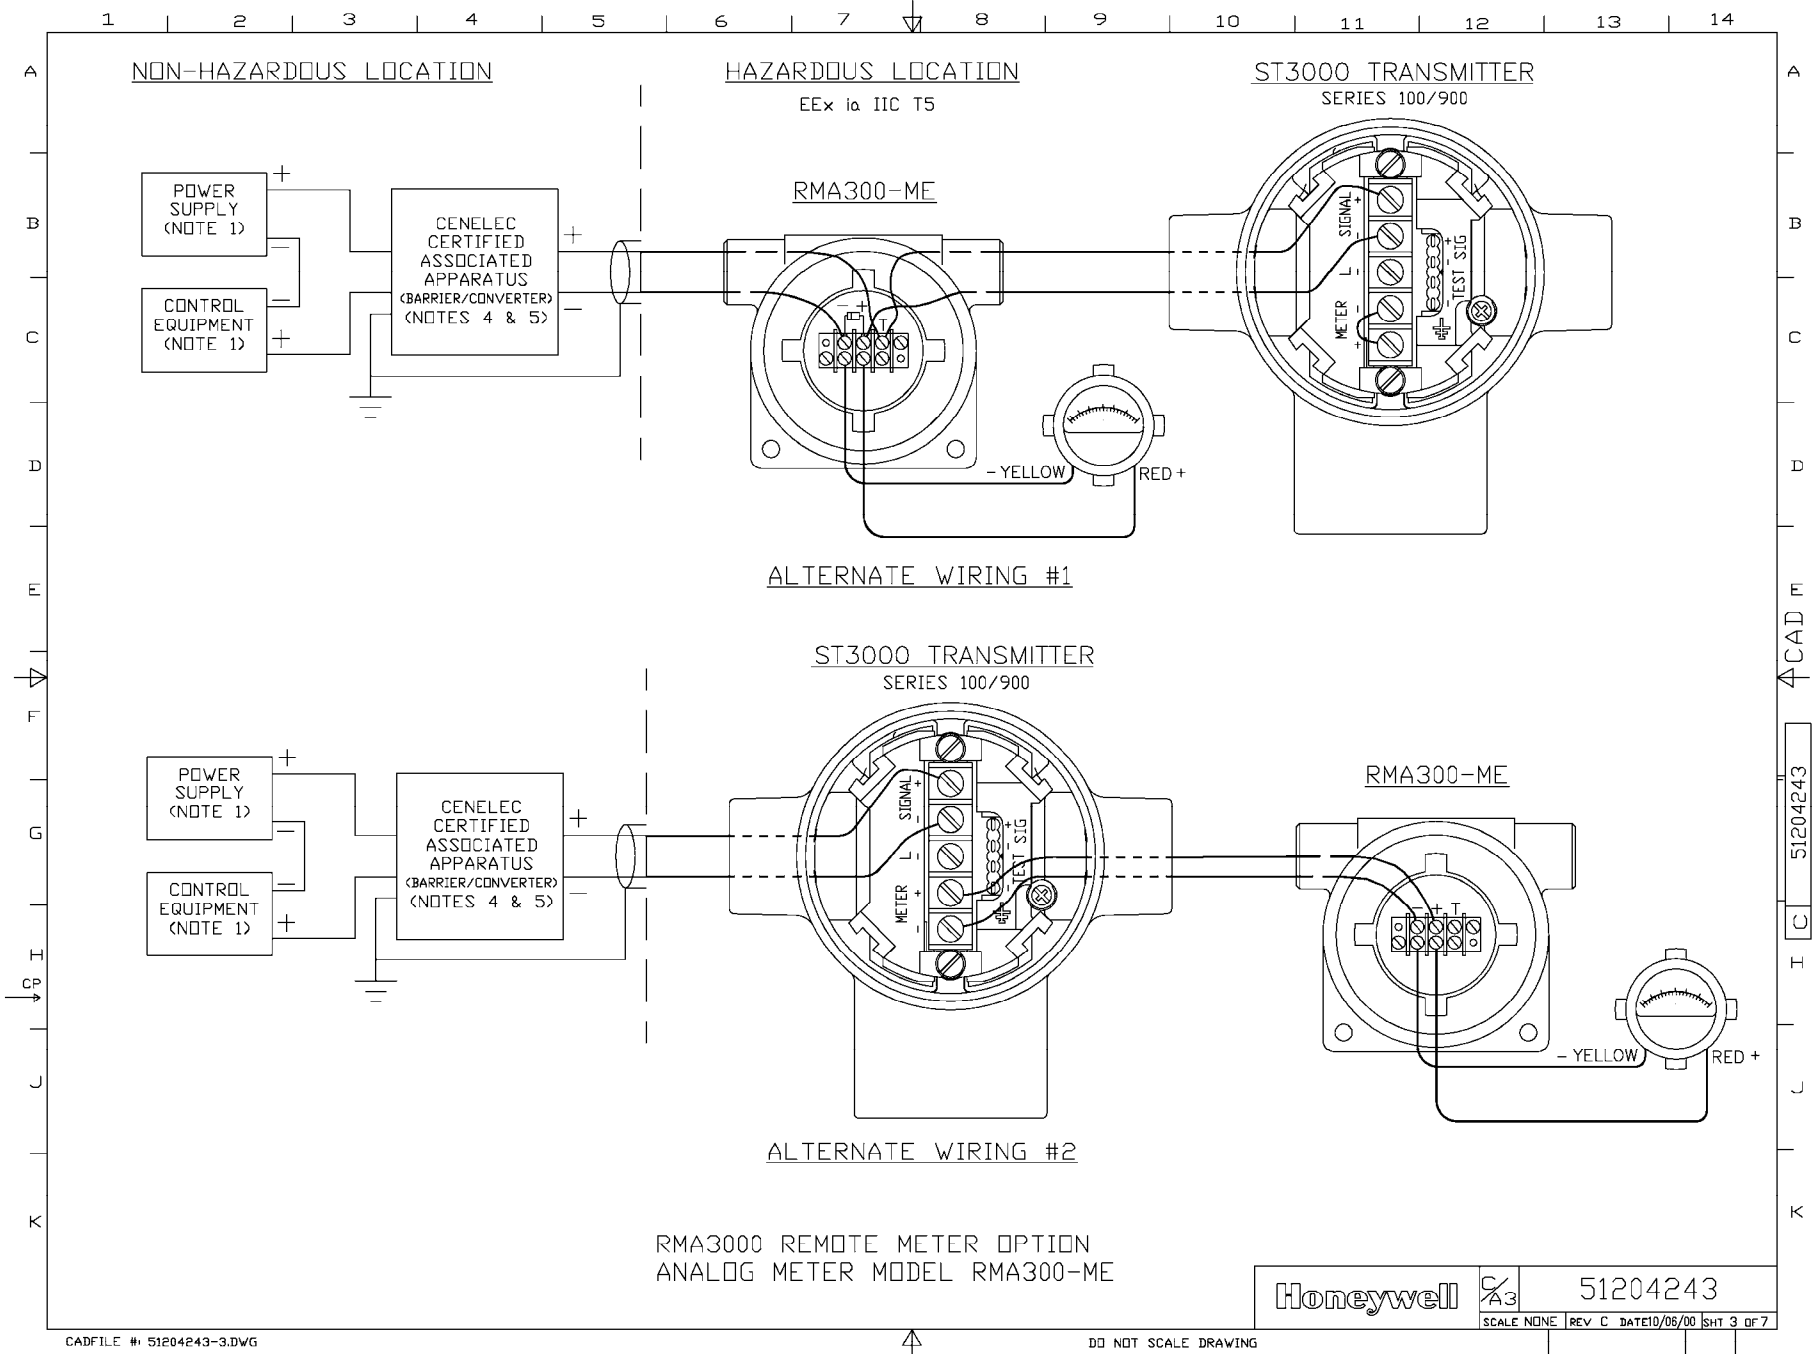 1 2 3 4 5 6 7 8 9 10 11 12 13 14
A A
NON-HAZARDOUS LOCATION
HAZARDOUS LOCATION
EEx ia IIC T5
ST3000 TRANSMITTER
SERIES 100/900
B B
POWER
SUPPLY
(NOTE 1)
+
-
CONTROL
EQUIPMENT
(NOTE 1)
-
+
CENELEC
CERTIFIED
ASSOCIATED
APPARATUS
(BARRIER/CONVERTER)
(NOTES 4 & 5)
+
-
RMA300-ME
- + T
SIGNAL
+
-
L -
METER
-
+
+ -
TEST SIG
-
C C
D D
- YELLOW
RED +
ALTERNATE WIRING #1
E E
CAD
ST3000 TRANSMITTER
SERIES 100/900
F
POWER
SUPPLY
(NOTE 1)
+
-
CONTROL
EQUIPMENT
(NOTE 1)
-
+
CENELEC
CERTIFIED
ASSOCIATED
APPARATUS
(BARRIER/CONVERTER)
(NOTES 4 & 5)
+
-
SIGNAL
+
-
L -
METER
+
-
+ -
TEST SIG
-
RMA300-ME
- + T
G
51204243
C
H H
CP
- YELLOW
RED +
J J
ALTERNATE WIRING #2
K K
RMA3000 REMOTE METER OPTION
ANALOG METER MODEL RMA300-ME
Honeywell
C/A3
51204243
SCALE NONE REV C DATE10/06/00 SHT 3 OF7
CADFILE #: 51204243-3.DWG
DO NOT SCALE DRAWING